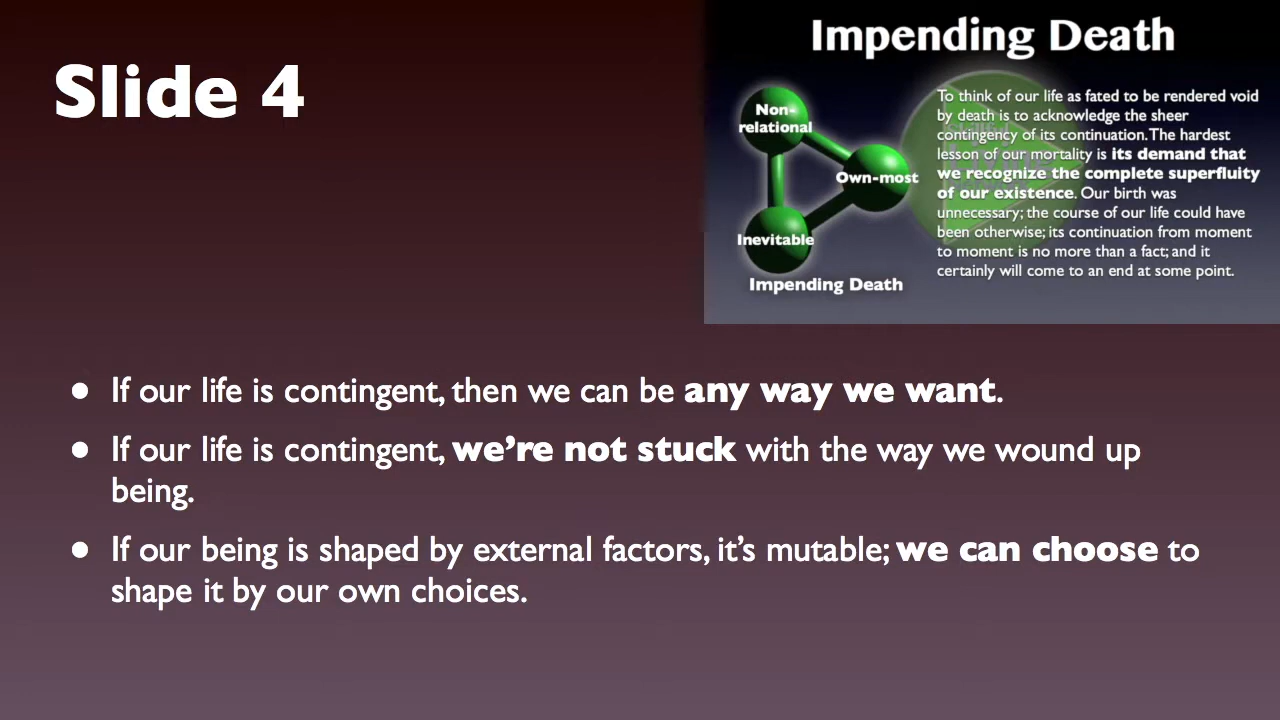 Slide 4
Impending Death
Non-
relational
Own-most
Inevitable
Impending Death
To think of our life as fated to be rendered void
by death is to acknowledge the sheer
contingency of its continuation. The hardest
lesson of our mortality is its demand that
we recognize the complete superfluity
of our existence. Our birth was
unnecessary; the course of our life could have
been otherwise; its continuation from moment
to moment is no more than a fact; and it
certainly will come to an end at some point.
• If our life is contingent, then we can be any way we want.
• If our life is contingent, we're not stuck with the way we wound up
being.
• If our being is shaped by external factors, it's mutable; we can choose to
shape it by our own choices.